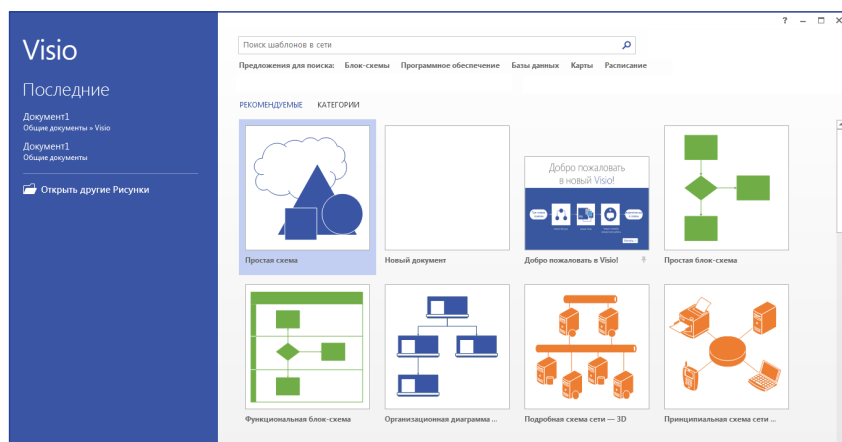 ?
Visio
Поиск шаблонов в сети
Предложения для поиска: Блок-схемы Программное обеспечение Базы данных Карты Расписание
Последние
Документ1
Общие документы » Visio
Документ1
Общие документы
Открыть другие Рисунки
РЕКОМЕНДУЕМЫЕ КАТЕГОРИИ
Добро пожаловать
в новый Visio!
Простая схема
Новый документ
Добро пожаловать в Visio!
Простая блок-схема
Функциональная блок-схема
Организационная диаграмма ...
Подробная схема сети — 3D
Принципиальная схема сети ...